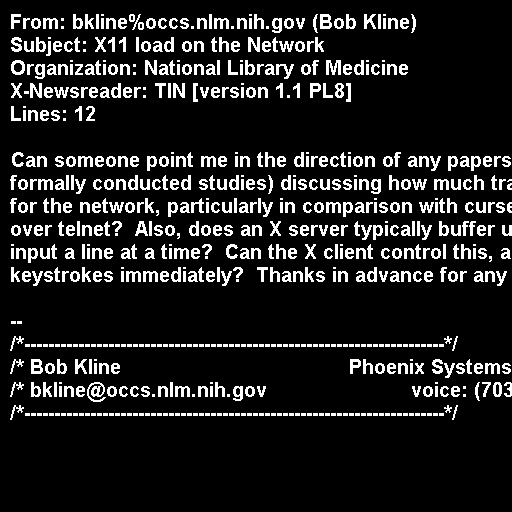 From: bkline%occs.nlm.nih.gov (Bob Kline)
Subject: X11 load on the Network
Organization: National Library of Medicine
X-Newsreader: TIN [version 1.1 PL8]
Lines: 12

Can someone point me in the direction of any papers
formally conducted studies) discussing how much
for the network, particularly in comparison with
over telnet?  Also, does an X server typically buffer
input a line at a time?  Can the X client control this,
keystrokes immediately?  Thanks in advance for any

--
/*----------------------------------------------------------------------*/
/* Bob Kline                                      Phoenix Systems
/* bkline@occs.nlm.nih.gov                        voice: (703
/*----------------------------------------------------------------------*/